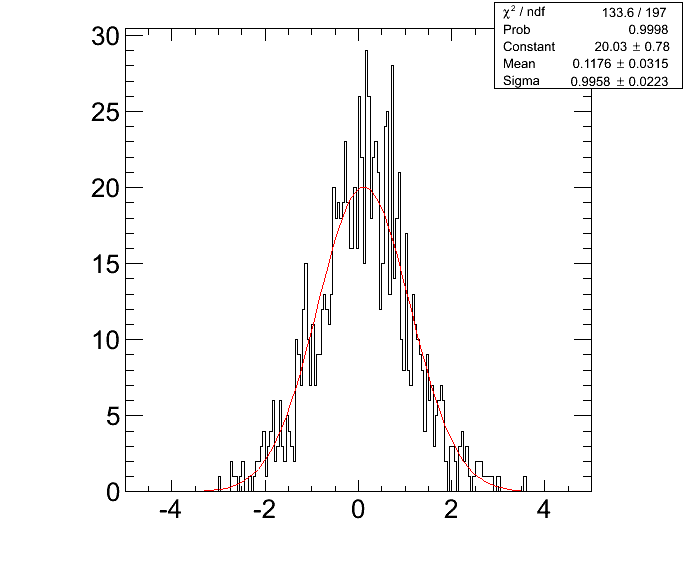 χ² / ndf 133.6 / 197
Prob 0.9998
Constant 20.03 ± 0.78
Mean 0.1176 ± 0.0315
Sigma 0.9958 ± 0.0223
30
25
20
15
10
5
0
-4 -2 0 2 4